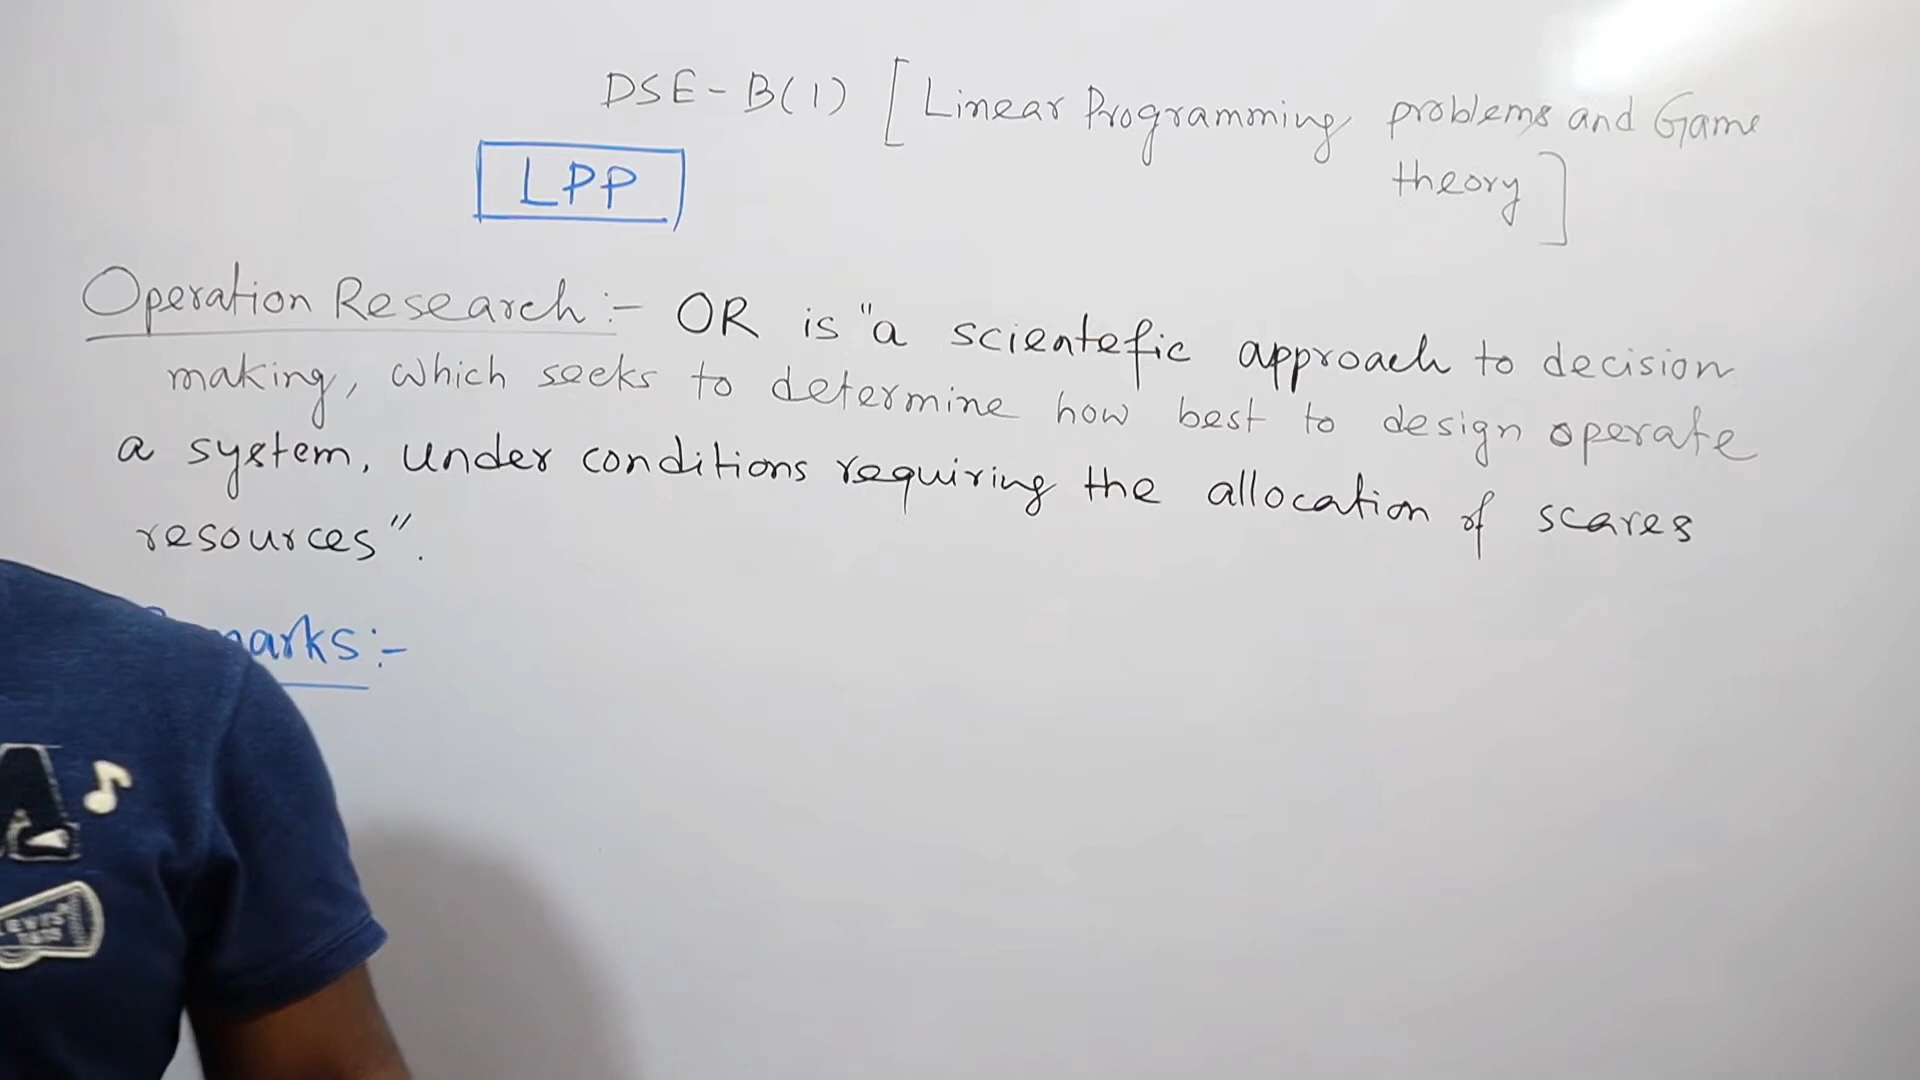 DSE - B(1) [Linear Programming problems and Game
theory]
LPP
Operation Research :- OR is "a scientefic approach to decision
making, which seeks to determine how best to design operate
a system, under conditions requiring the allocation of scares
resources".
marks :-